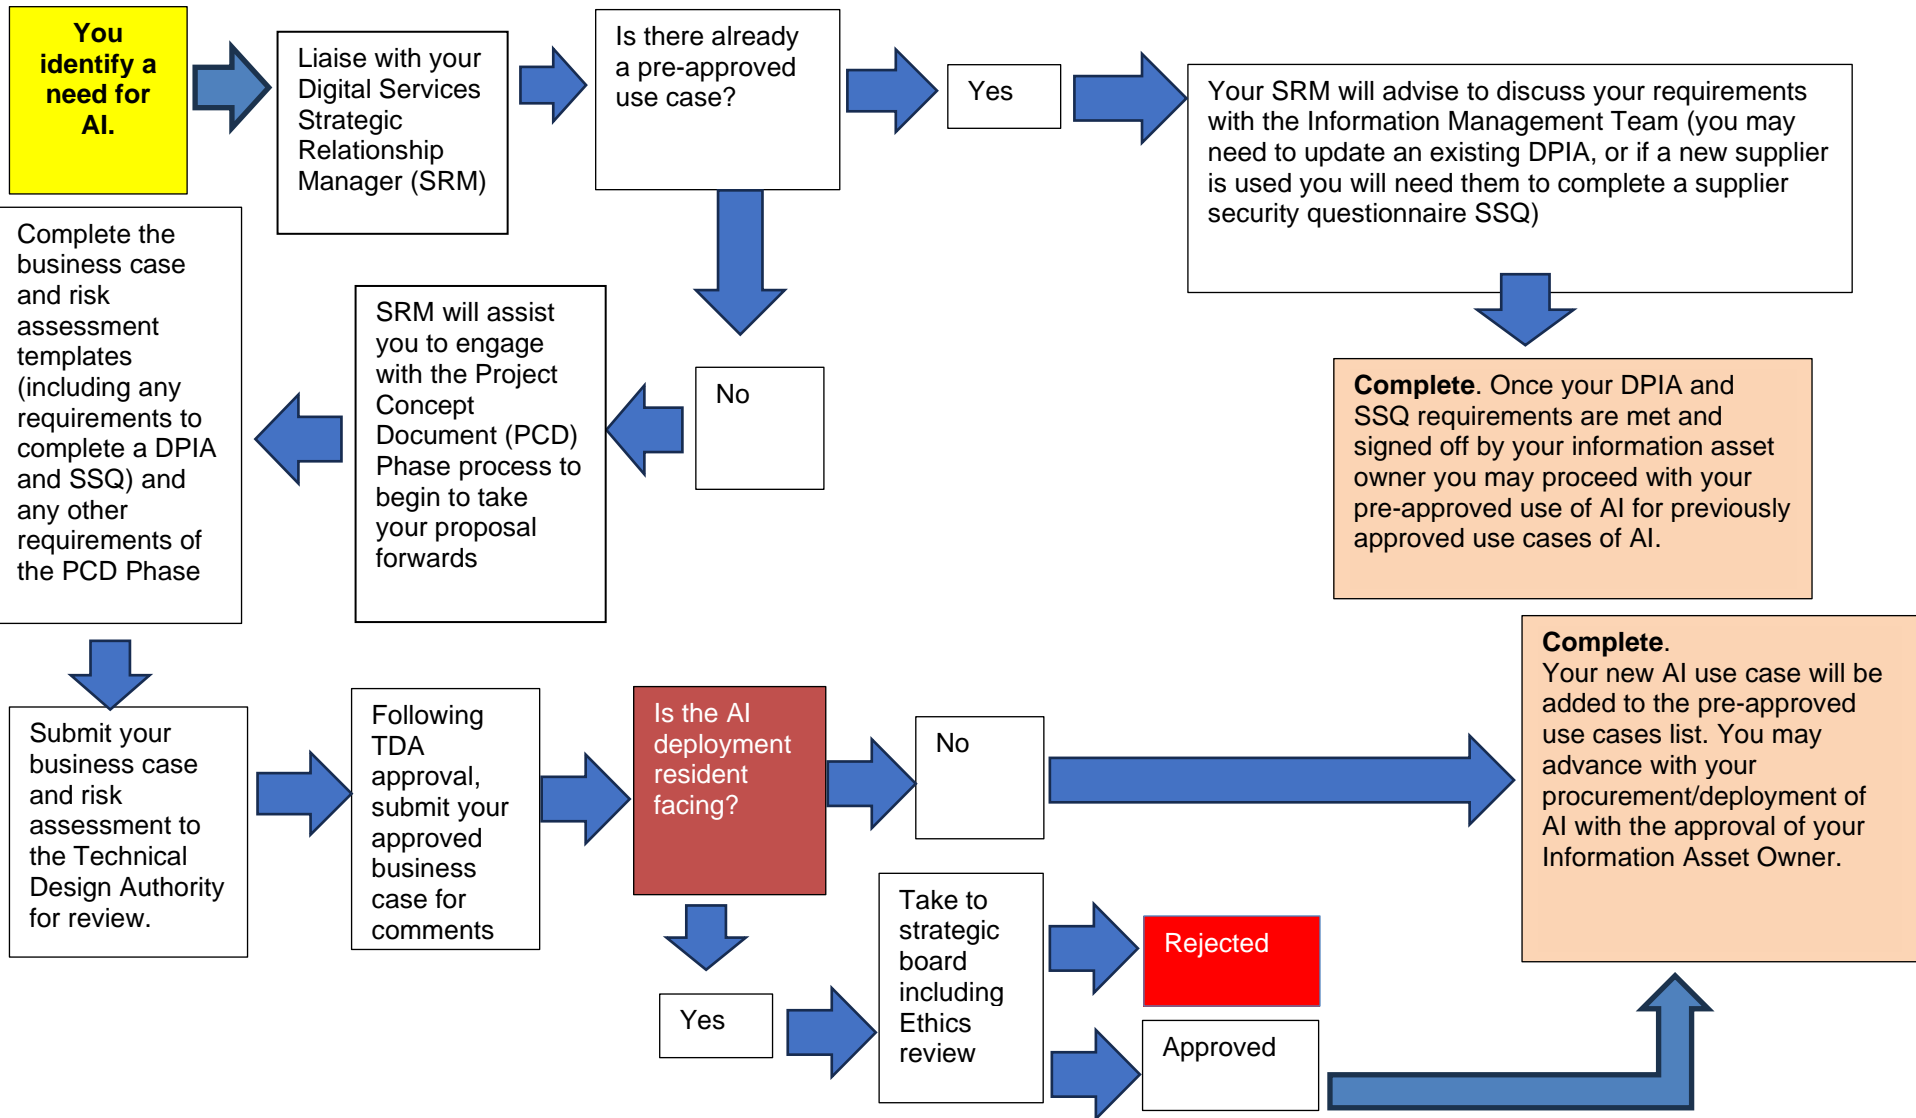 You
identify a
need for
AI.
Liaise with your
Digital Services
Strategic
Relationship
Manager (SRM)
Is there already
a pre-approved
use case?
Yes
Your SRM will advise to discuss your requirements
with the Information Management Team (you may
need to update an existing DPIA, or if a new supplier
is used you will need them to complete a supplier
security questionnaire SSQ)
Complete. Once your DPIA and
SSQ requirements are met and
signed off by your information asset
owner you may proceed with your
pre-approved use of AI for previously
approved use cases of AI.
No
SRM will assist
you to engage
with the Project
Concept
Document (PCD)
Phase process to
begin to take
your proposal
forwards
Complete the
business case
and risk
assessment
templates
(including any
requirements to
complete a DPIA
and SSQ) and
any other
requirements of
the PCD Phase
Submit your
business case
and risk
assessment to
the Technical
Design Authority
for review.
Following
TDA
approval,
submit your
approved
business
case for
comments
Is the AI
deployment
resident
facing?
No
Complete.
Your new AI use case will be
added to the pre-approved
use cases list. You may
advance with your
procurement/deployment of
AI with the approval of your
Information Asset Owner.
Yes
Take to
strategic
board
including
Ethics
review
Rejected
Approved